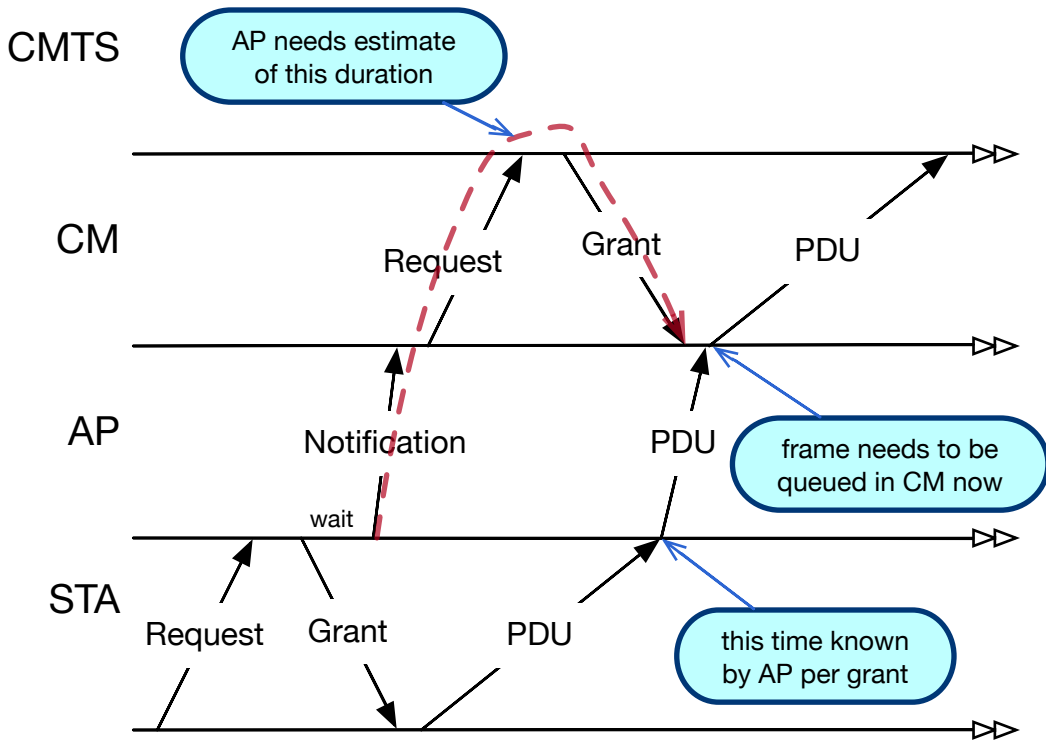 CMTS
AP needs estimate
of this duration
CM
Request
Grant
PDU
AP
Notification
PDU
frame needs to be
queued in CM now
wait
STA
Request
Grant
PDU
this time known
by AP per grant